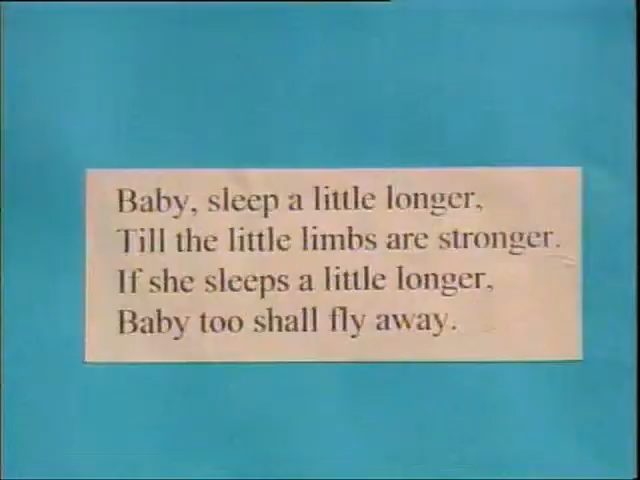 Baby, sleep a little longer,
Till the little limbs are stronger.
If she sleeps a little longer,
Baby too shall fly away.